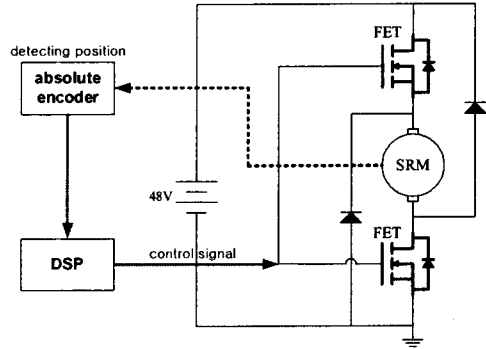 FET
detecting position
absolute
encoder
SRM
48V
FET
control signal
DSP